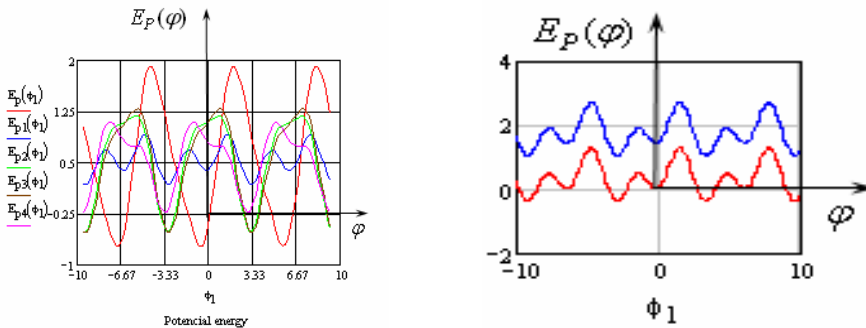 E_P(φ)
2
1.25
0.5
-0.25
-1
E_p(ϕ_1)
E_p1(ϕ_1)
E_p2(ϕ_1)
E_p3(ϕ_1)
E_p4(ϕ_1)
-10 -6.67 -3.33 0 3.33 6.67 10
φ
ϕ_1
Potencial energy
E_P(φ)
4
2
0
-2
-10 0 10
φ
ϕ_1